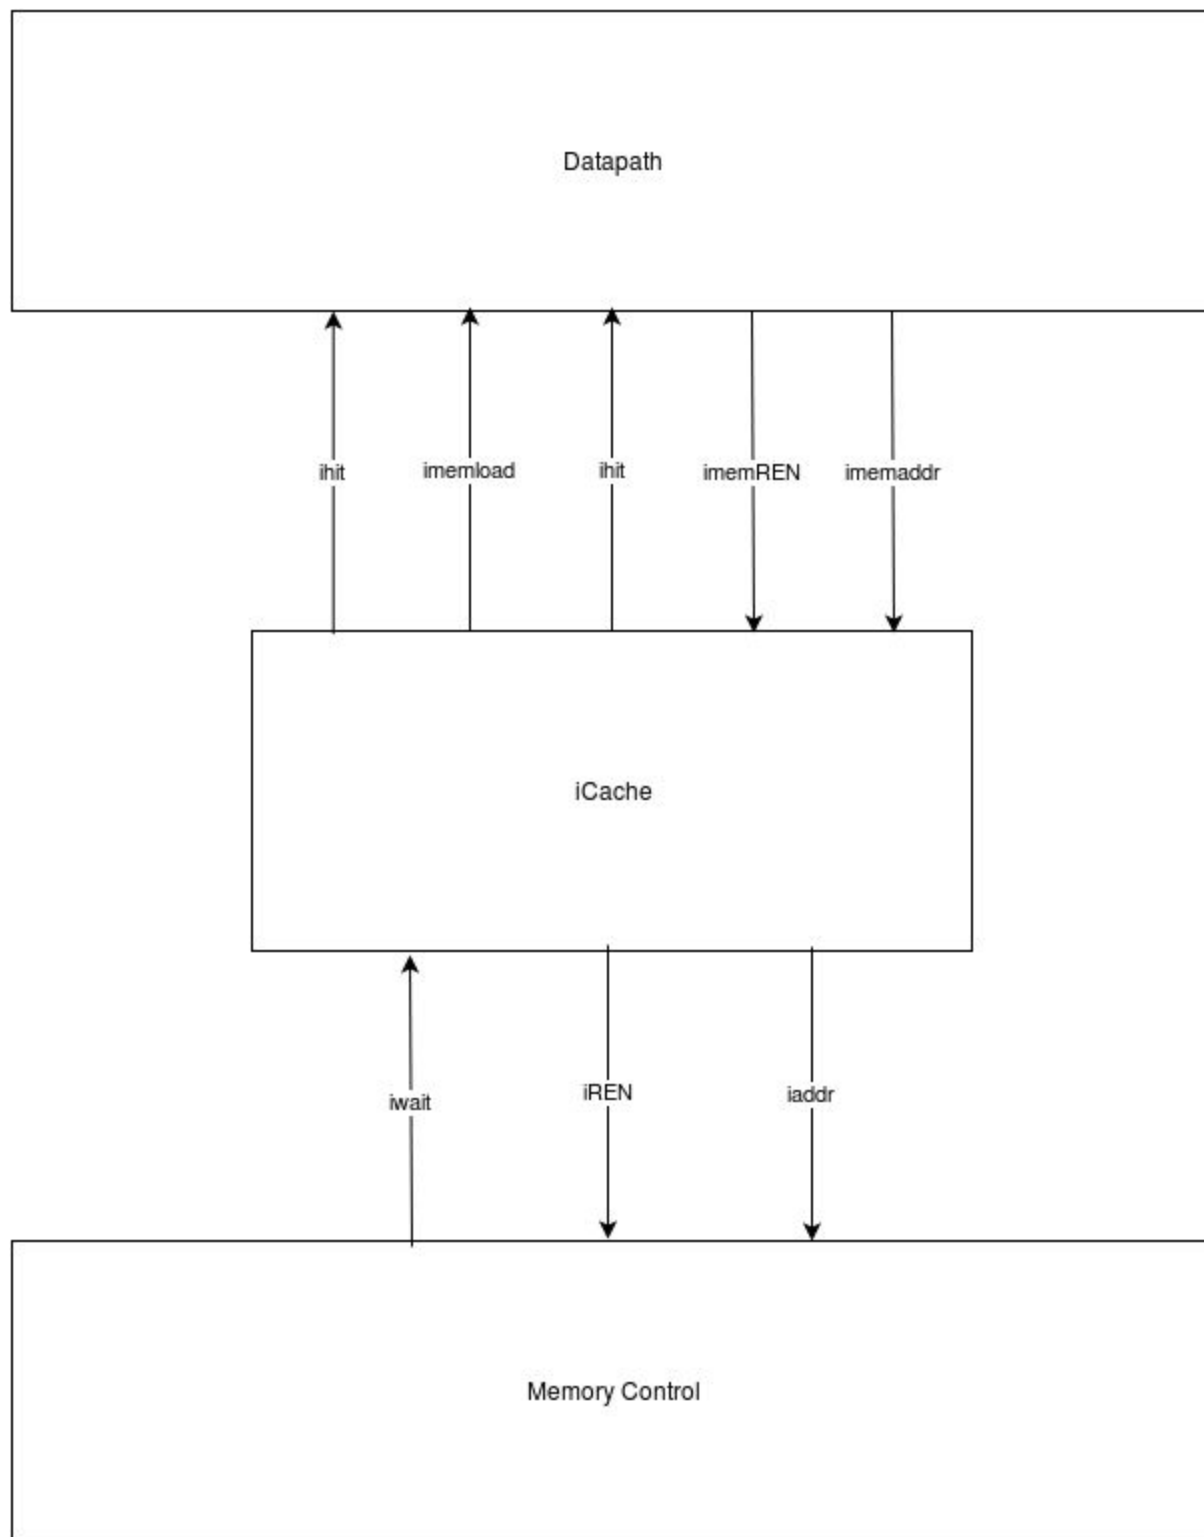 Datapath
ihit
imemload
ihit
imemREN
imemaddr
iCache
iwait
iREN
iaddr
Memory Control